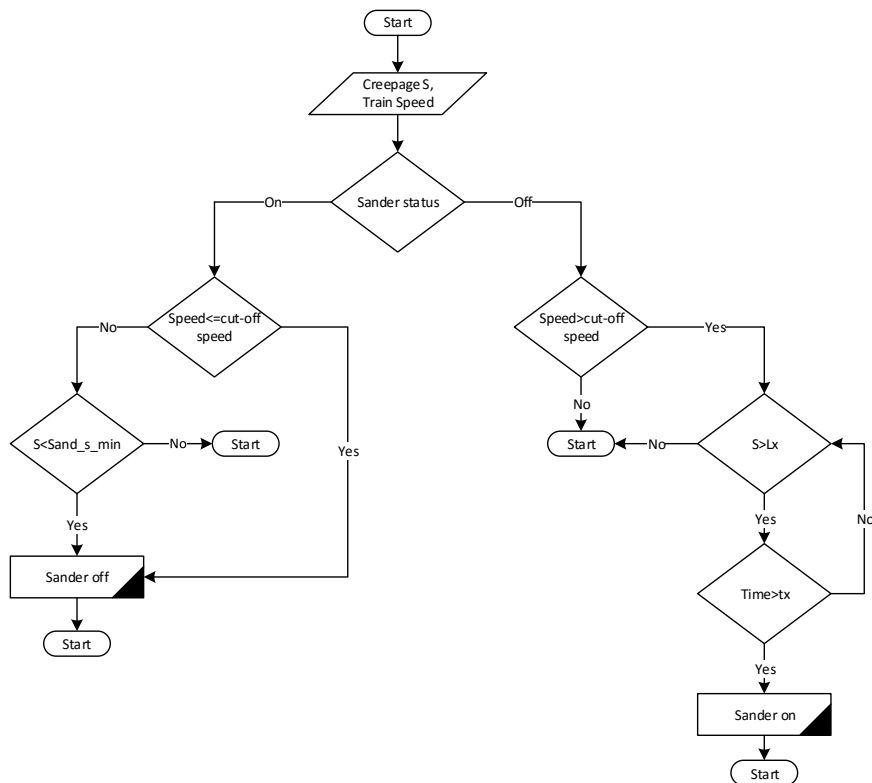 Start
Creepage S,
Train Speed
Sander status
On
Off
Speed<=cut-off
speed
No
Yes
S<Sand_s_min
No
Start
Yes
Sander off
Start
Speed>cut-off
speed
Yes
No
Start
No
S>Lx
Yes
No
Time>tx
Yes
Sander on
Start